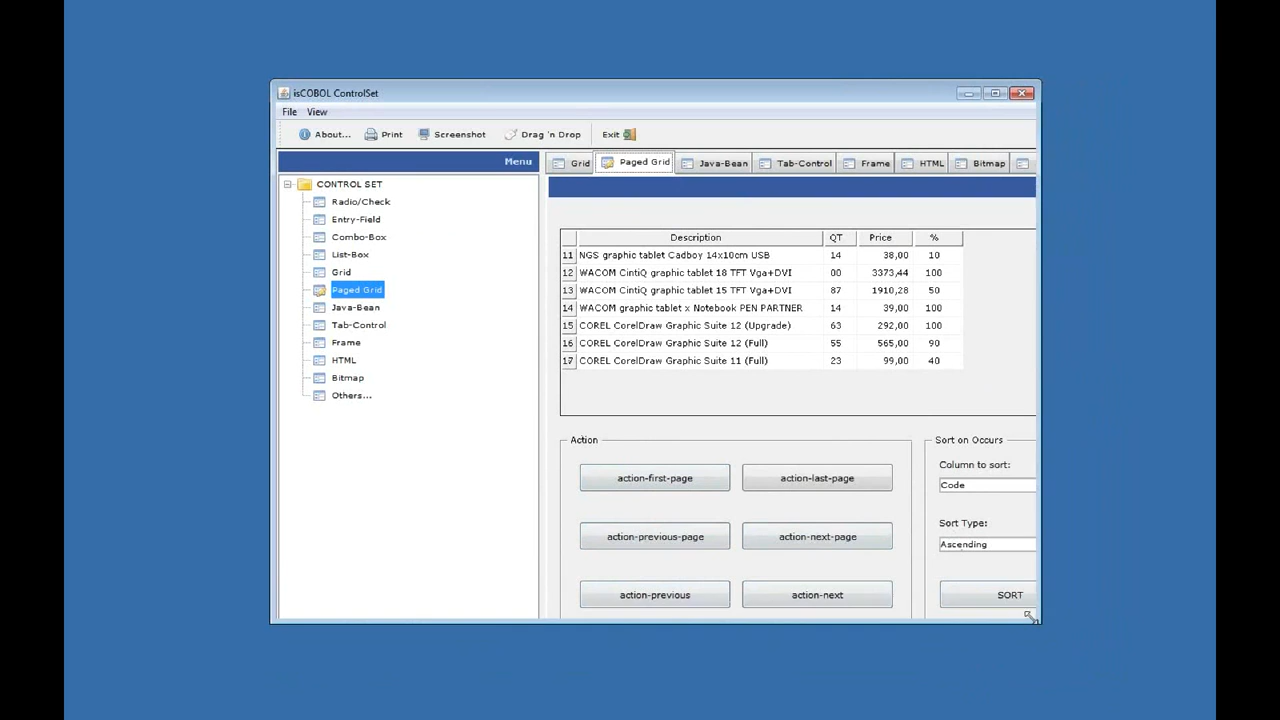 isCOBOL ControlSet
File View
About... Print Screenshot Drag 'n Drop Exit
Menu Grid Paged Grid Java-Bean Tab-Control Frame HTML Bitmap
CONTROL SET
Radio/Check
Entry-Field
Combo-Box
List-Box
Grid
Paged Grid
Java-Bean
Tab-Control
Frame
HTML
Bitmap
Others...
Description QT Price %
11 NGS graphic tablet Cadboy 14x10cm USB 14 38,00 10
12 WACOM CintiQ graphic tablet 18 TFT Vga+DVI 00 3373,44 100
13 WACOM CintiQ graphic tablet 15 TFT Vga+DVI 87 1910,28 50
14 WACOM graphic tablet x Notebook PEN PARTNER 14 39,00 100
15 COREL CorelDraw Graphic Suite 12 (Upgrade) 63 292,00 100
16 COREL CorelDraw Graphic Suite 12 (Full) 55 565,00 90
17 COREL CorelDraw Graphic Suite 11 (Full) 23 99,00 40
Action
action-first-page action-last-page
action-previous-page action-next-page
action-previous action-next
Sort on Occurs
Column to sort:
Code
Sort Type:
Ascending
SORT